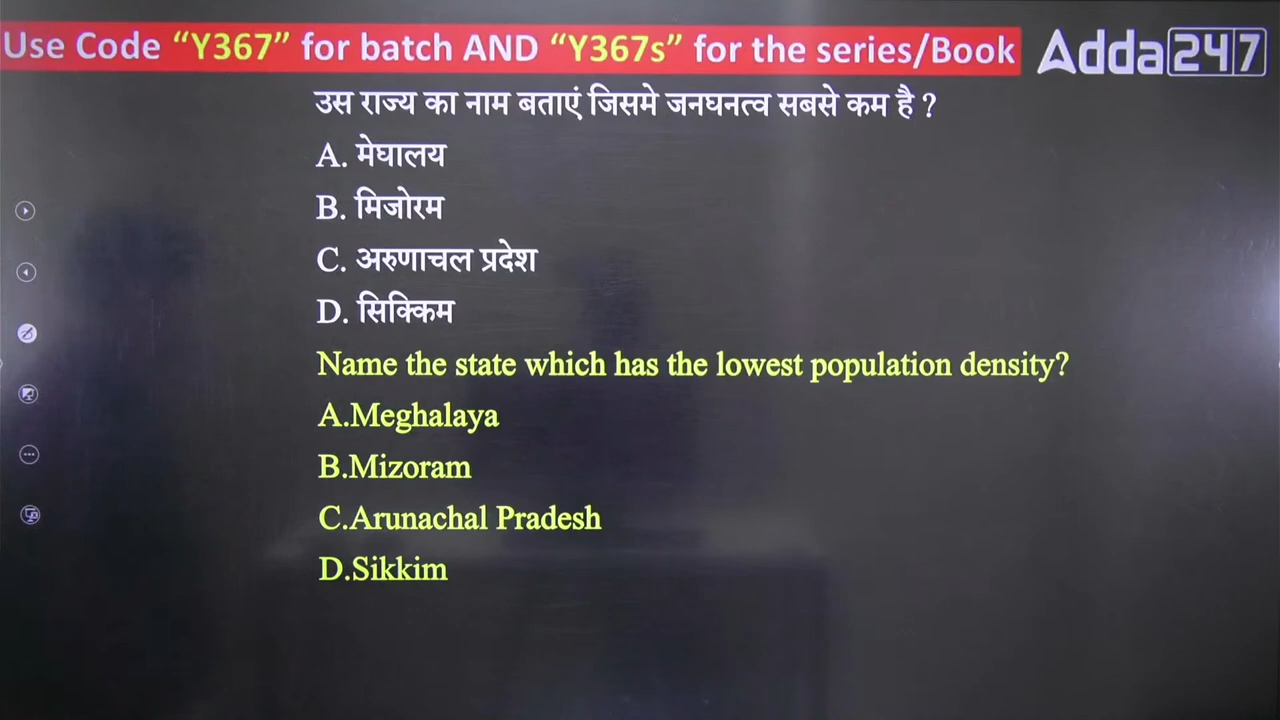 Use Code “Y367” for batch AND “Y367s” for the series/Book
Adda247
उस राज्य का नाम बताएं जिसमे जनघनत्व सबसे कम है ?
A. मेघालय
B. मिजोरम
C. अरुणाचल प्रदेश
D. सिक्किम
Name the state which has the lowest population density?
A.Meghalaya
B.Mizoram
C.Arunachal Pradesh
D.Sikkim